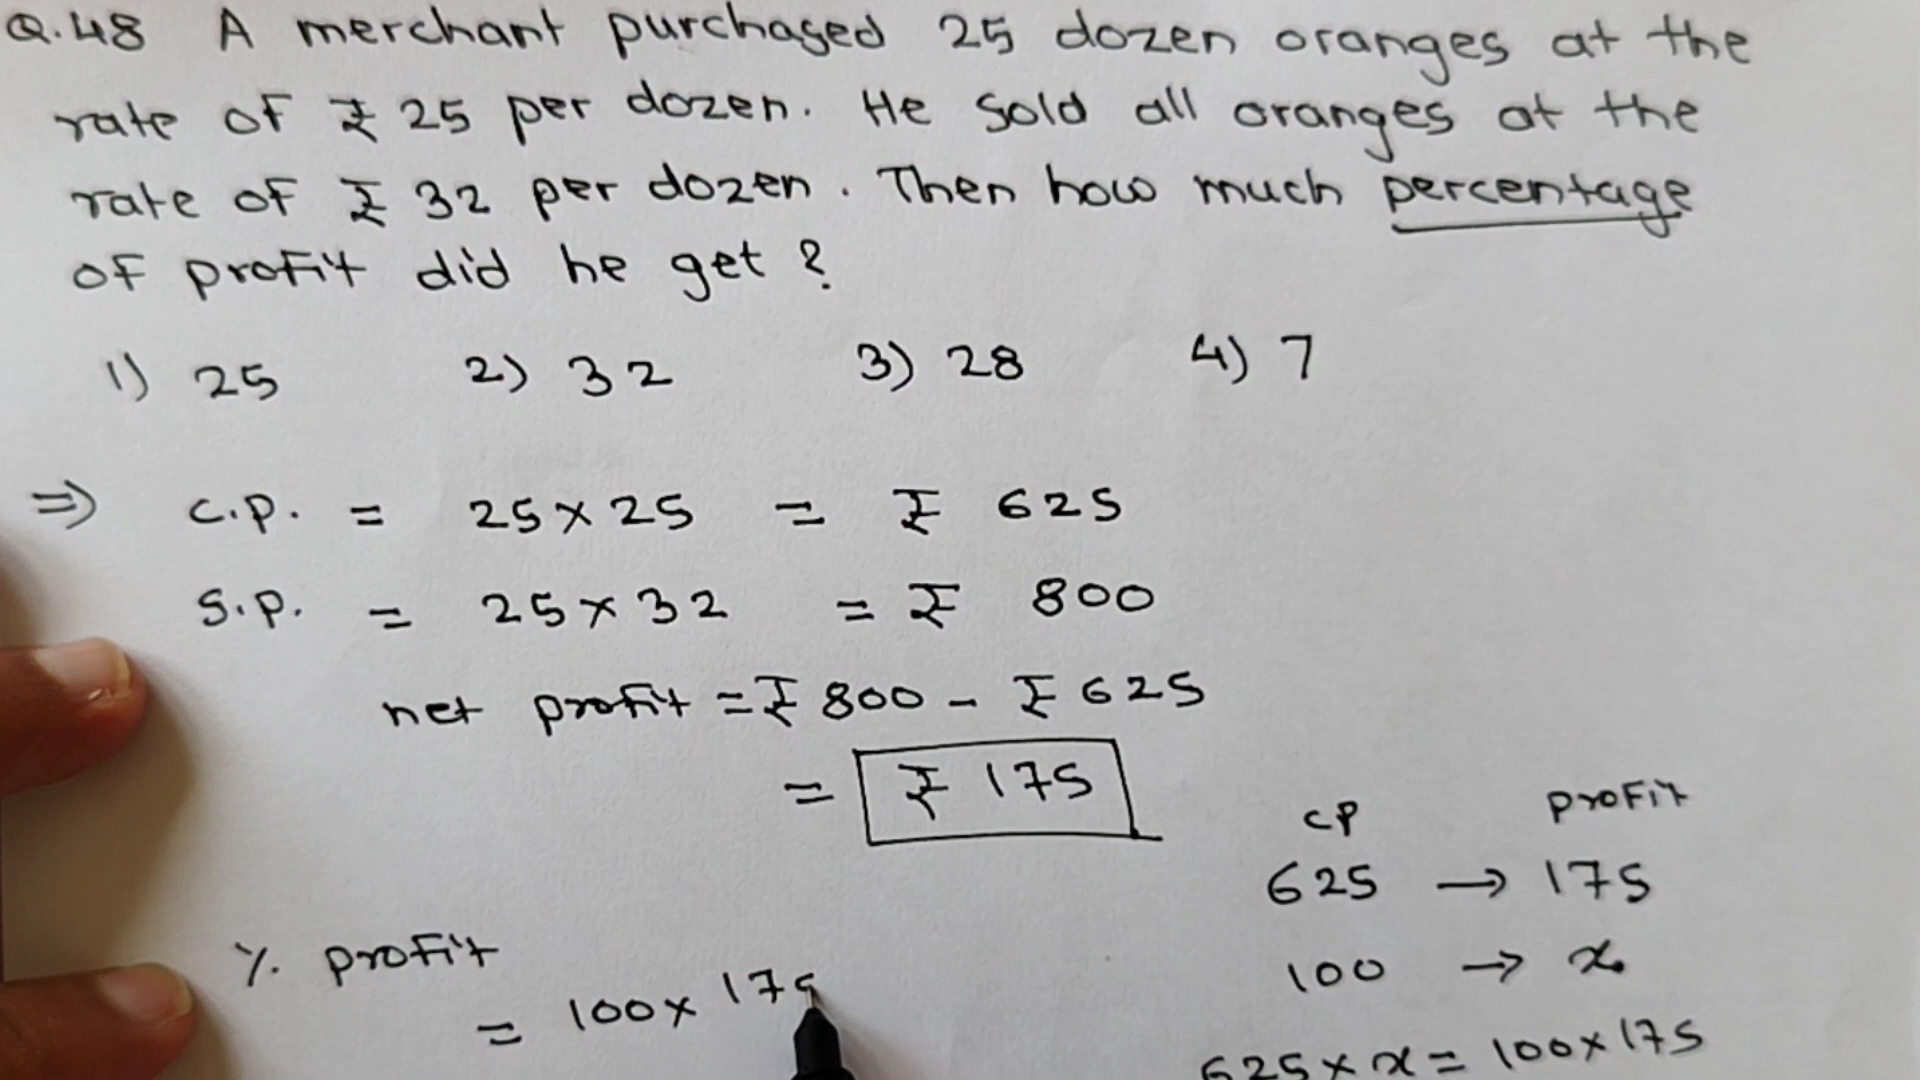 Q.48 A merchant purchased 25 dozen oranges at the
rate of ₹ 25 per dozen. He sold all oranges at the
rate of ₹ 32 per dozen. Then how much percentage
of profit did he get ?
1) 25 2) 32 3) 28 4) 7
⇒ C.P. = 25 × 25 = ₹ 625
S.P. = 25 × 32 = ₹ 800
net profit = ₹ 800 - ₹ 625
= ₹ 175
CP profit
625 → 175
100 → x
625 × x = 100 × 175
% profit
= 100 × 175